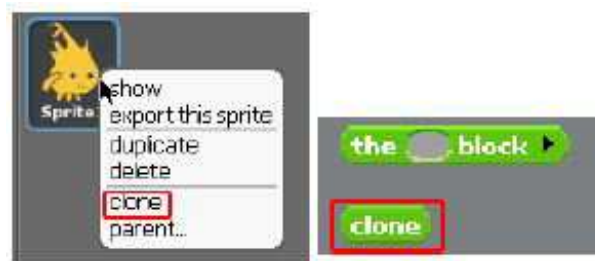 Sprite
show
export this sprite
duplicate
delete
clone
parent...
the block
clone